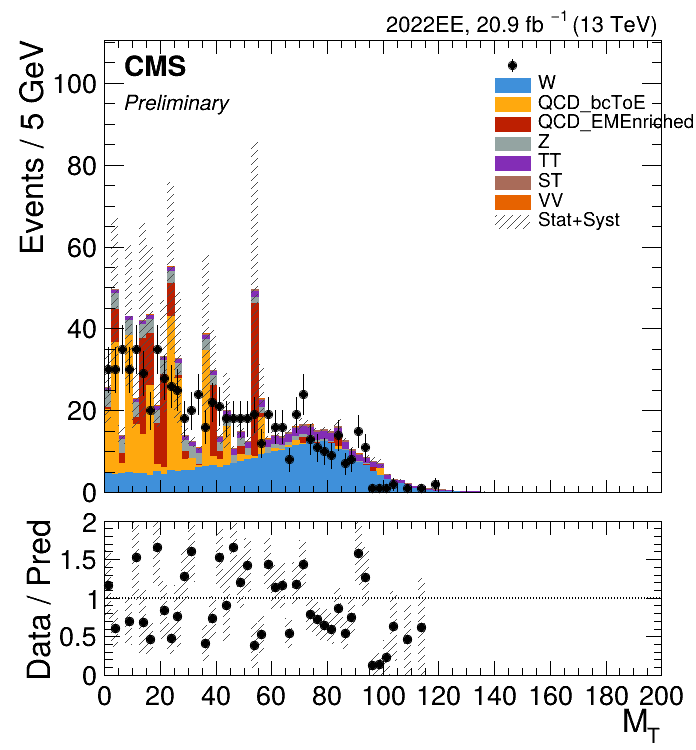 2022EE, 20.9 fb⁻¹ (13 TeV)
CMS
Preliminary
W
QCD_bcToE
QCD_EMEnriched
Z
TT
ST
VV
Stat+Syst
Events / 5 GeV
100
80
60
40
20
0
Data / Pred
2
1.5
1
0.5
0
0 20 40 60 80 100 120 140 160 180 200
M_T